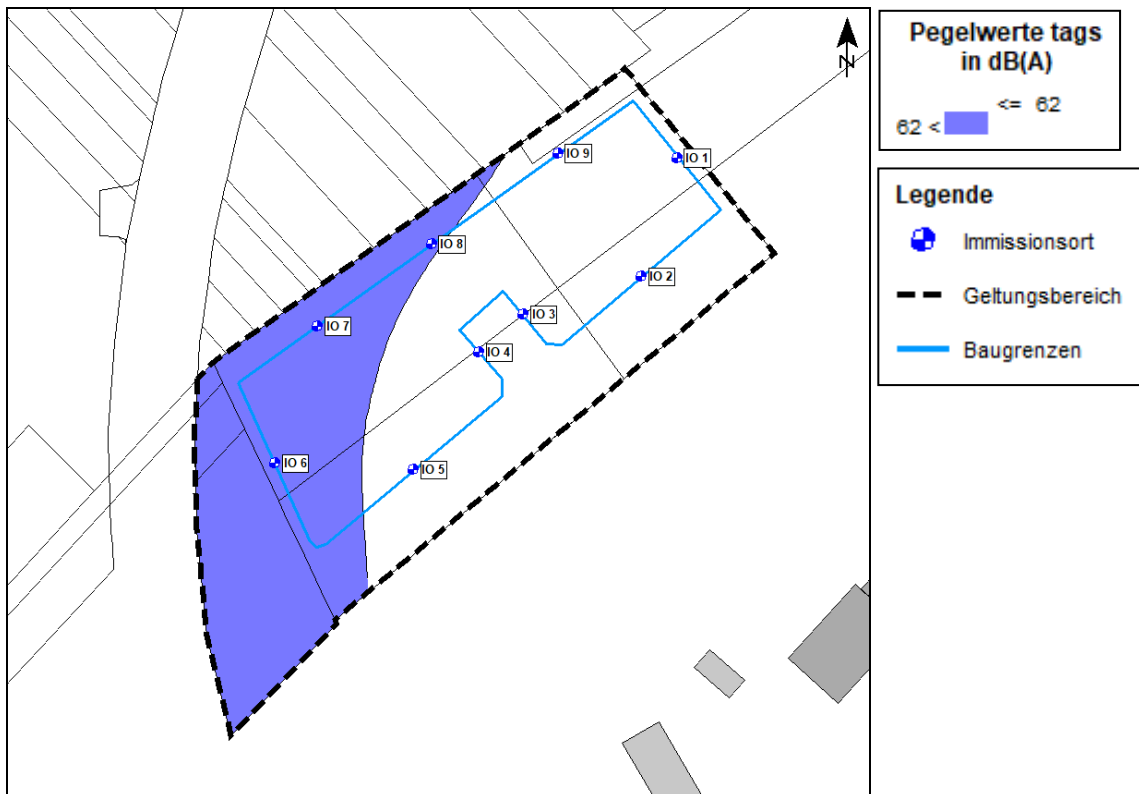 N
IO 1
IO 9
IO 8
IO 2
IO 3
IO 7
IO 4
IO 6
IO 5
Pegelwerte tags
in dB(A)
<= 62
62 <
Legende
Immissionsort
Geltungsbereich
Baugrenzen